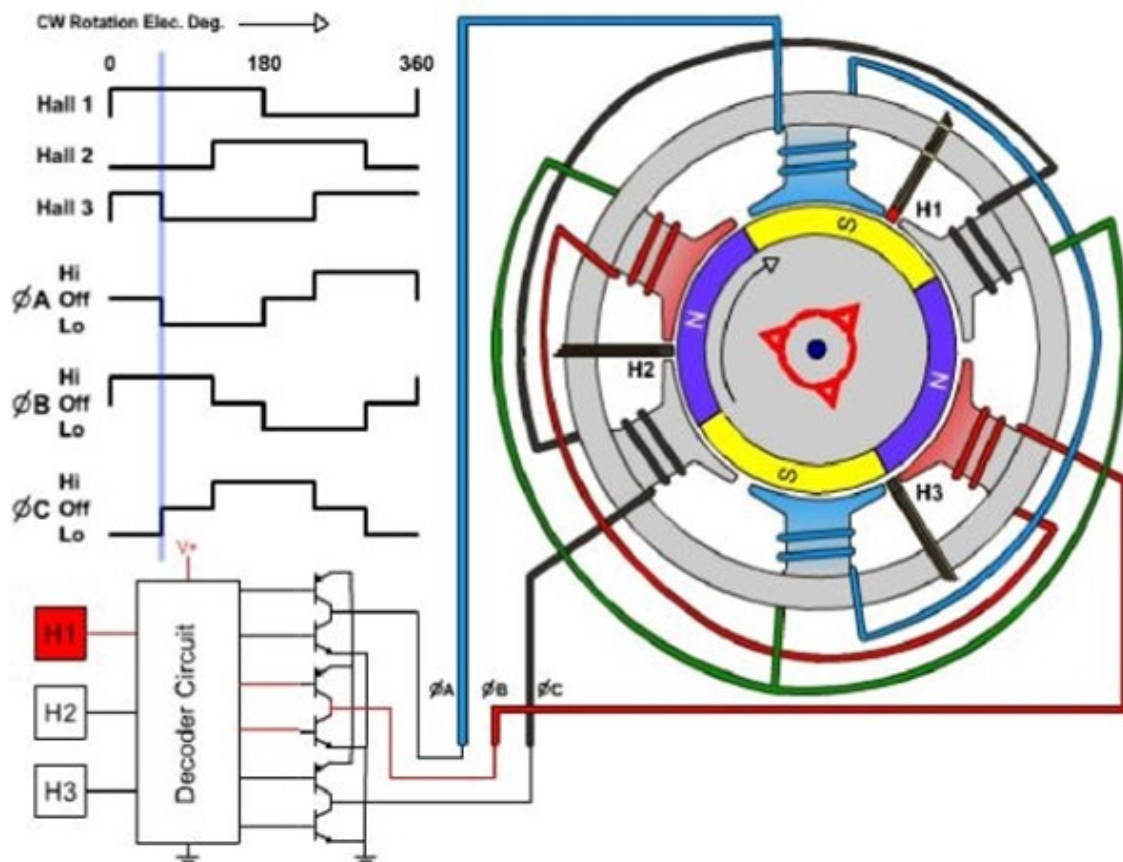 CW Rotation Elec. Deg.
0 180 360
Hall 1
Hall 2
Hall 3
ØA Hi
Off
Lo
ØB Hi
Off
Lo
ØC Hi
Off
Lo
V+
H1
H2
H3
Decoder Circuit
ØA ØB ØC
S
H1
N
H2
N
H3
S